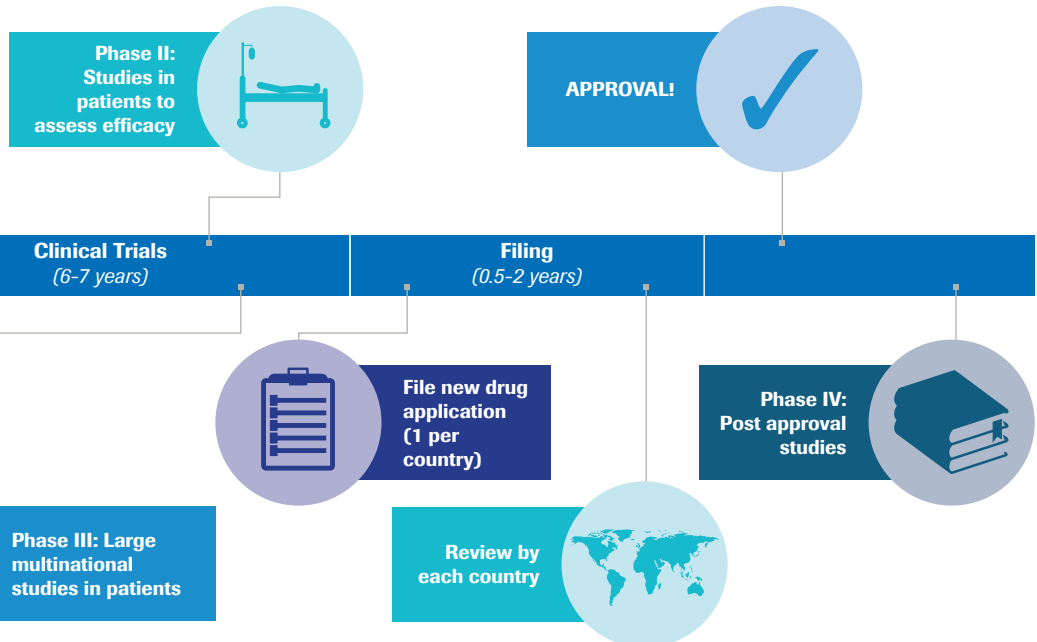 Phase II:
Studies in
patients to
assess efficacy
APPROVAL!
Clinical Trials
(6-7 years)
Filing
(0.5-2 years)
File new drug
application
(1 per
country)
Phase IV:
Post approval
studies
Phase III: Large
multinational
studies in patients
Review by
each country